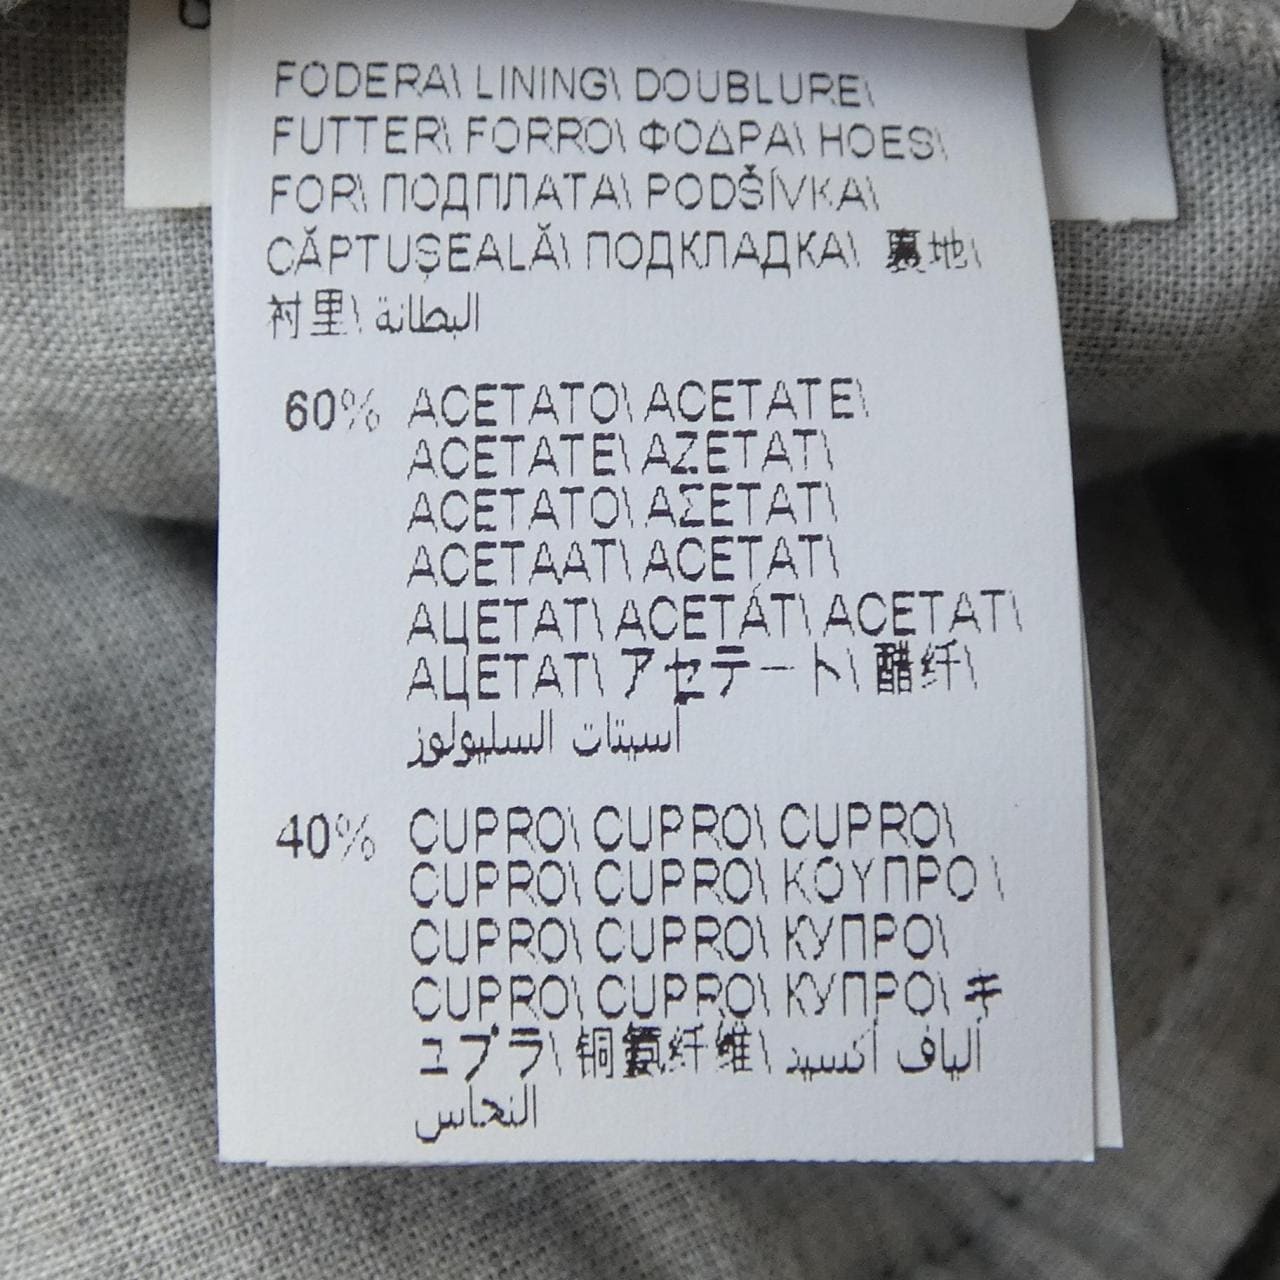 FODERA\ LINING\ DOUBLURE\
FUTTER\ FORRO\ ΦΟΔΡΑ\ HOES\
FOR\ ПОДПЛАТА\ PODŠÍVKA\
CĂPTUȘEALĂ\ ПОДКЛАДКА\ 裏地\
衬里\ البطانة
60% ACETATO\ ACETATE\
ACETATE\ AZETAT\
ACETATO\ ΑΣΕΤΑΤ\
ACETAAT\ ACETAT\
АЦЕТАТ\ ACETÁT\ ACETAT\
АЦЕТАТ\ アセテート\ 醋纤\
أسيتات السليولوز
40% CUPRO\ CUPRO\ CUPRO\
CUPRO\ CUPRO\ ΚΟΥΠΡΟ \
CUPRO\ CUPRO\ КУПРО\
CUPRO\ CUPRO\ КУПРО\ キ
ュプラ\ 铜氨纤维\ ألياف أكسيد
النحاس